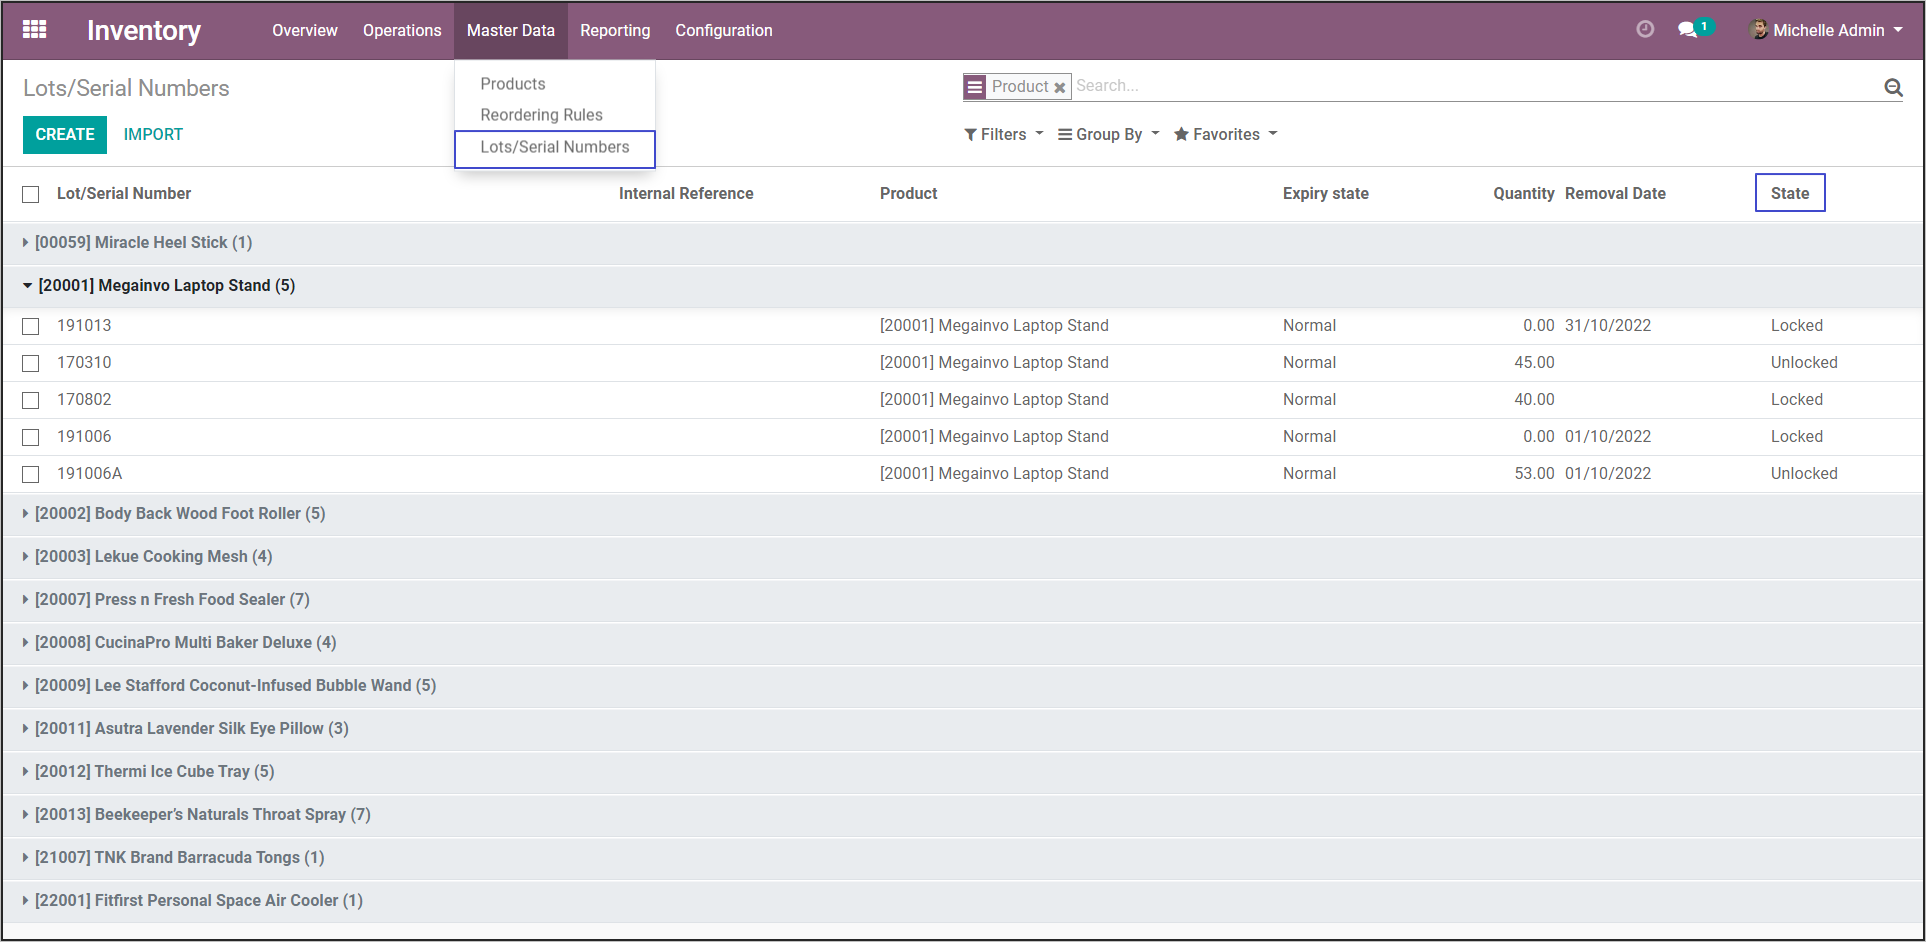 Inventory Overview Operations Master Data Reporting Configuration 1 Michelle Admin
Lots/Serial Numbers
Products
Reordering Rules
Lots/Serial Numbers
Product Search...
CREATE IMPORT
Filters Group By Favorites
Lot/Serial Number Internal Reference Product Expiry state Quantity Removal Date State
[00059] Miracle Heel Stick (1)
[20001] Megainvo Laptop Stand (5)
191013 [20001] Megainvo Laptop Stand Normal 0.00 31/10/2022 Locked
170310 [20001] Megainvo Laptop Stand Normal 45.00 Unlocked
170802 [20001] Megainvo Laptop Stand Normal 40.00 Locked
191006 [20001] Megainvo Laptop Stand Normal 0.00 01/10/2022 Locked
191006A [20001] Megainvo Laptop Stand Normal 53.00 01/10/2022 Unlocked
[20002] Body Back Wood Foot Roller (5)
[20003] Lekue Cooking Mesh (4)
[20007] Press n Fresh Food Sealer (7)
[20008] CucinaPro Multi Baker Deluxe (4)
[20009] Lee Stafford Coconut-Infused Bubble Wand (5)
[20011] Asutra Lavender Silk Eye Pillow (3)
[20012] Thermi Ice Cube Tray (5)
[20013] Beekeeper’s Naturals Throat Spray (7)
[21007] TNK Brand Barracuda Tongs (1)
[22001] Fitfirst Personal Space Air Cooler (1)